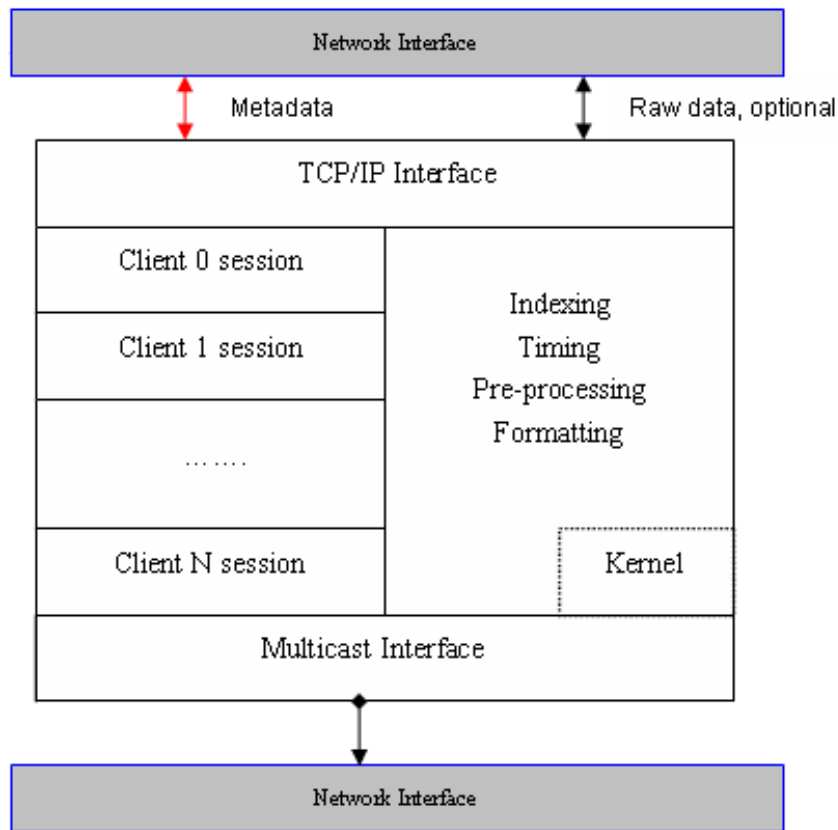 Network Interface
Metadata
Raw data, optional
TCP/IP Interface
Client 0 session
Client 1 session
.......
Client N session
Indexing
Timing
Pre-processing
Formatting
Kernel
Multicast Interface
Network Interface